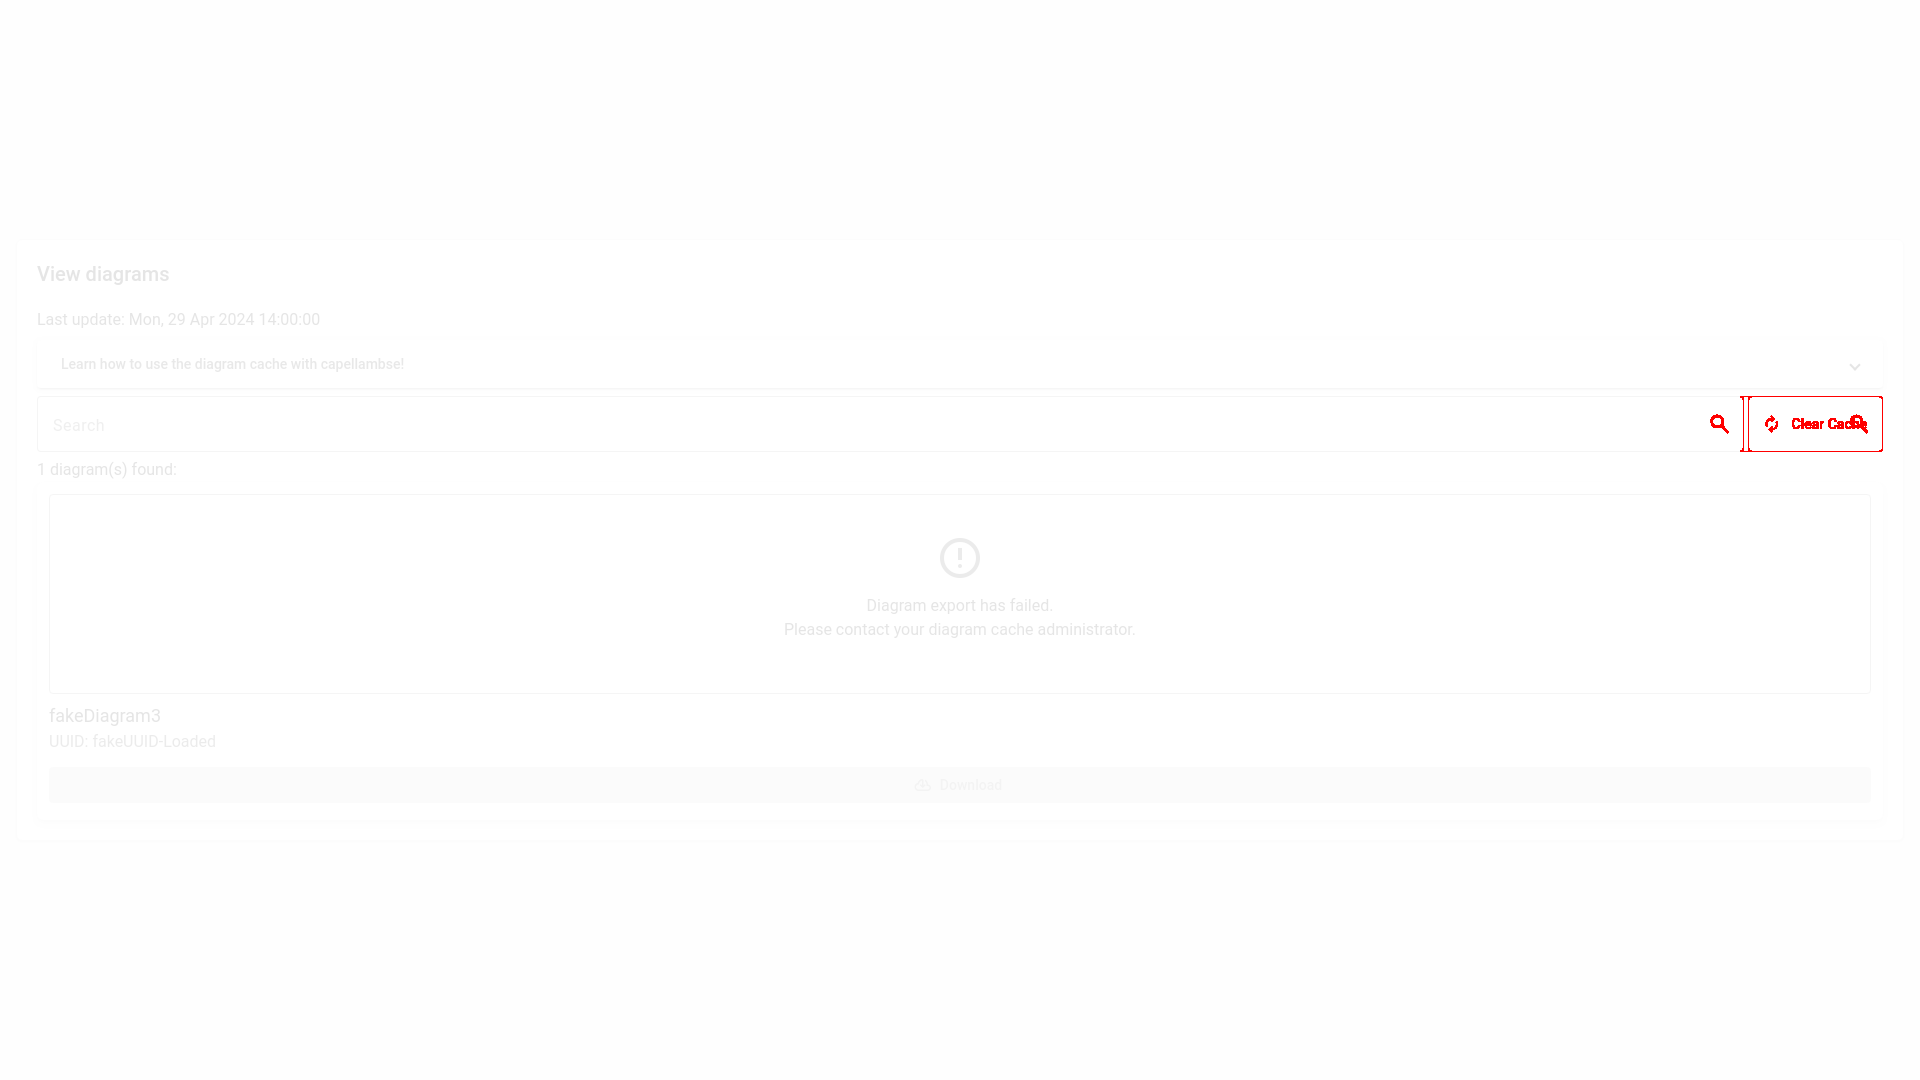 View diagrams
Last update: Mon, 29 Apr 2024 14:00:00
Learn how to use the diagram cache with capellambse!
Search
Clear Cache
1 diagram(s) found:
Diagram export has failed.
Please contact your diagram cache administrator.
fakeDiagram3
UUID: fakeUUID-Loaded
Download